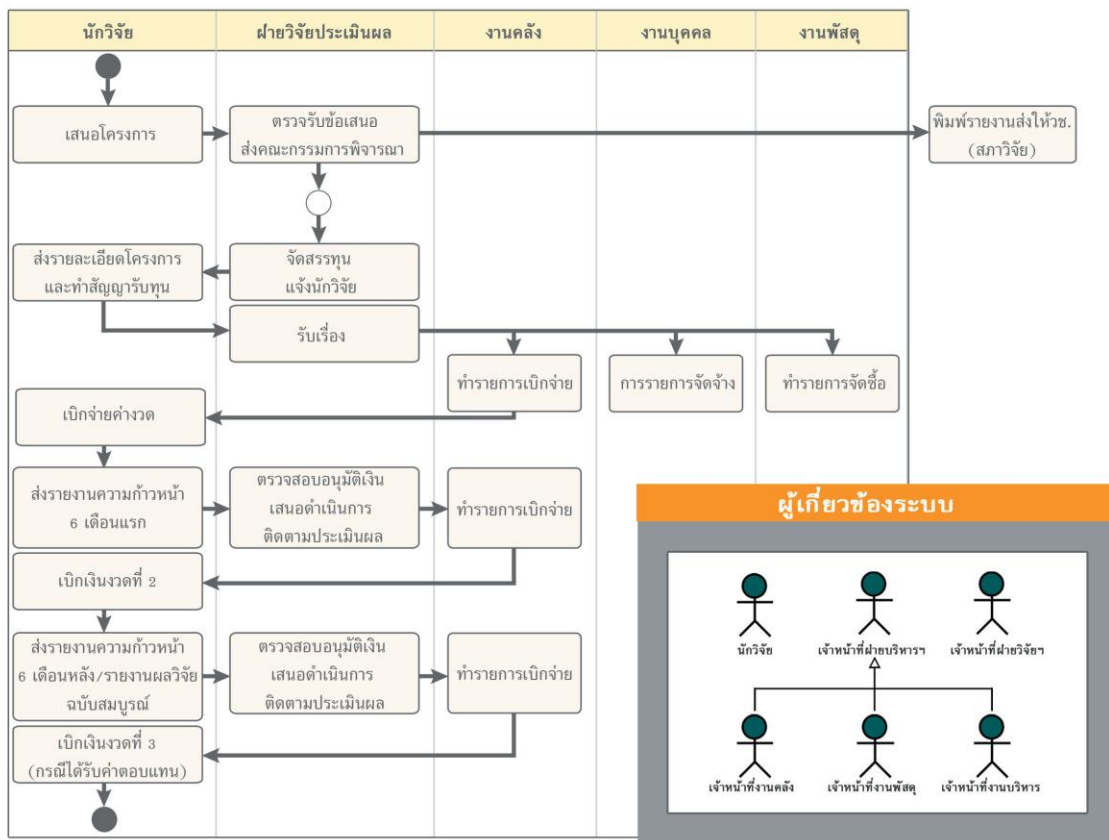 นักวิจัย
ฝ่ายวิจัยประเมินผล
งานคลัง
งานบุคคล
งานพัสดุ
เสนอโครงการ
ตรวจรับข้อเสนอ
ส่งคณะกรรมการพิจารณา
พิมพ์รายงานส่งให้วช.
(สภาวิจัย)
ส่งรายละเอียดโครงการ
และทำสัญญารับทุน
จัดสรรทุน
แจ้งนักวิจัย
รับเรื่อง
ทำรายการเบิกจ่าย
การรายการจัดจ้าง
ทำรายการจัดซื้อ
เบิกจ่ายค่างวด
ส่งรายงานความก้าวหน้า
6 เดือนแรก
ตรวจสอบอนุมัติเงิน
เสนอดำเนินการ
ติดตามประเมินผล
ทำรายการเบิกจ่าย
เบิกเงินงวดที่ 2
ส่งรายงานความก้าวหน้า
6 เดือนหลัง/รายงานผลวิจัย
ฉบับสมบูรณ์
ตรวจสอบอนุมัติเงิน
เสนอดำเนินการ
ติดตามประเมินผล
ทำรายการเบิกจ่าย
เบิกเงินงวดที่ 3
(กรณีได้รับค่าตอบแทน)
ผู้เกี่ยวข้องระบบ
นักวิจัย
เจ้าหน้าที่ฝ่ายบริหารฯ
เจ้าหน้าที่ฝ่ายวิจัยฯ
เจ้าหน้าที่งานคลัง
เจ้าหน้าที่งานพัสดุ
เจ้าหน้าที่งานบริหาร